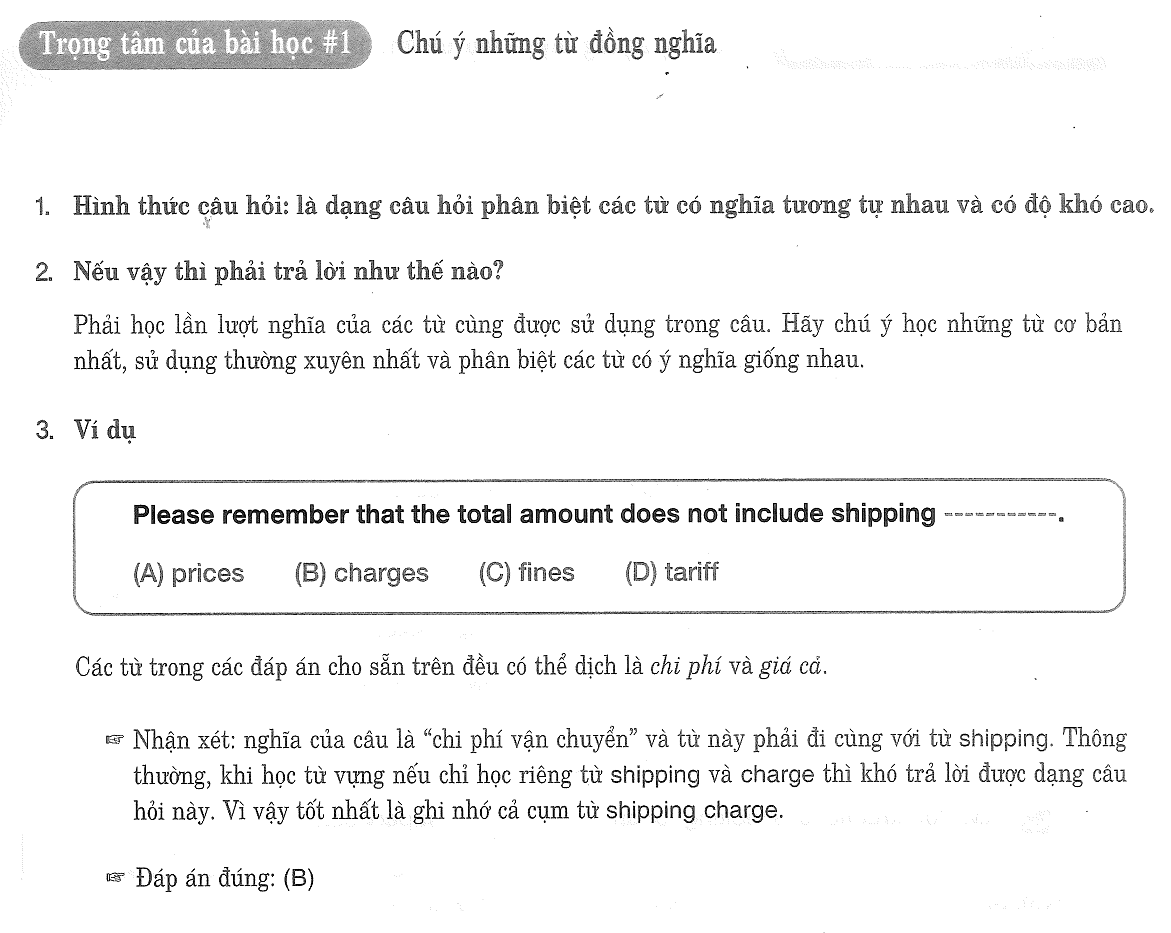 Trọng tâm của bài học #1 Chú ý những từ đồng nghĩa
1. Hình thức câu hỏi: là dạng câu hỏi phân biệt các từ có nghĩa tương tự nhau và có độ khó cao.
2. Nếu vậy thì phải trả lời như thế nào?
Phải học lần lượt nghĩa của các từ cùng được sử dụng trong câu. Hãy chú ý học những từ cơ bản
nhất, sử dụng thường xuyên nhất và phân biệt các từ có ý nghĩa giống nhau.
3. Ví dụ
Please remember that the total amount does not include shipping -----------.
(A) prices (B) charges (C) fines (D) tariff
Các từ trong các đáp án cho sẵn trên đều có thể dịch là chi phí và giá cả.
☞ Nhận xét: nghĩa của câu là “chi phí vận chuyển” và từ này phải đi cùng với từ shipping. Thông
thường, khi học từ vựng nếu chỉ học riêng từ shipping và charge thì khó trả lời được dạng câu
hỏi này. Vì vậy tốt nhất là ghi nhớ cả cụm từ shipping charge.
☞ Đáp án đúng: (B)